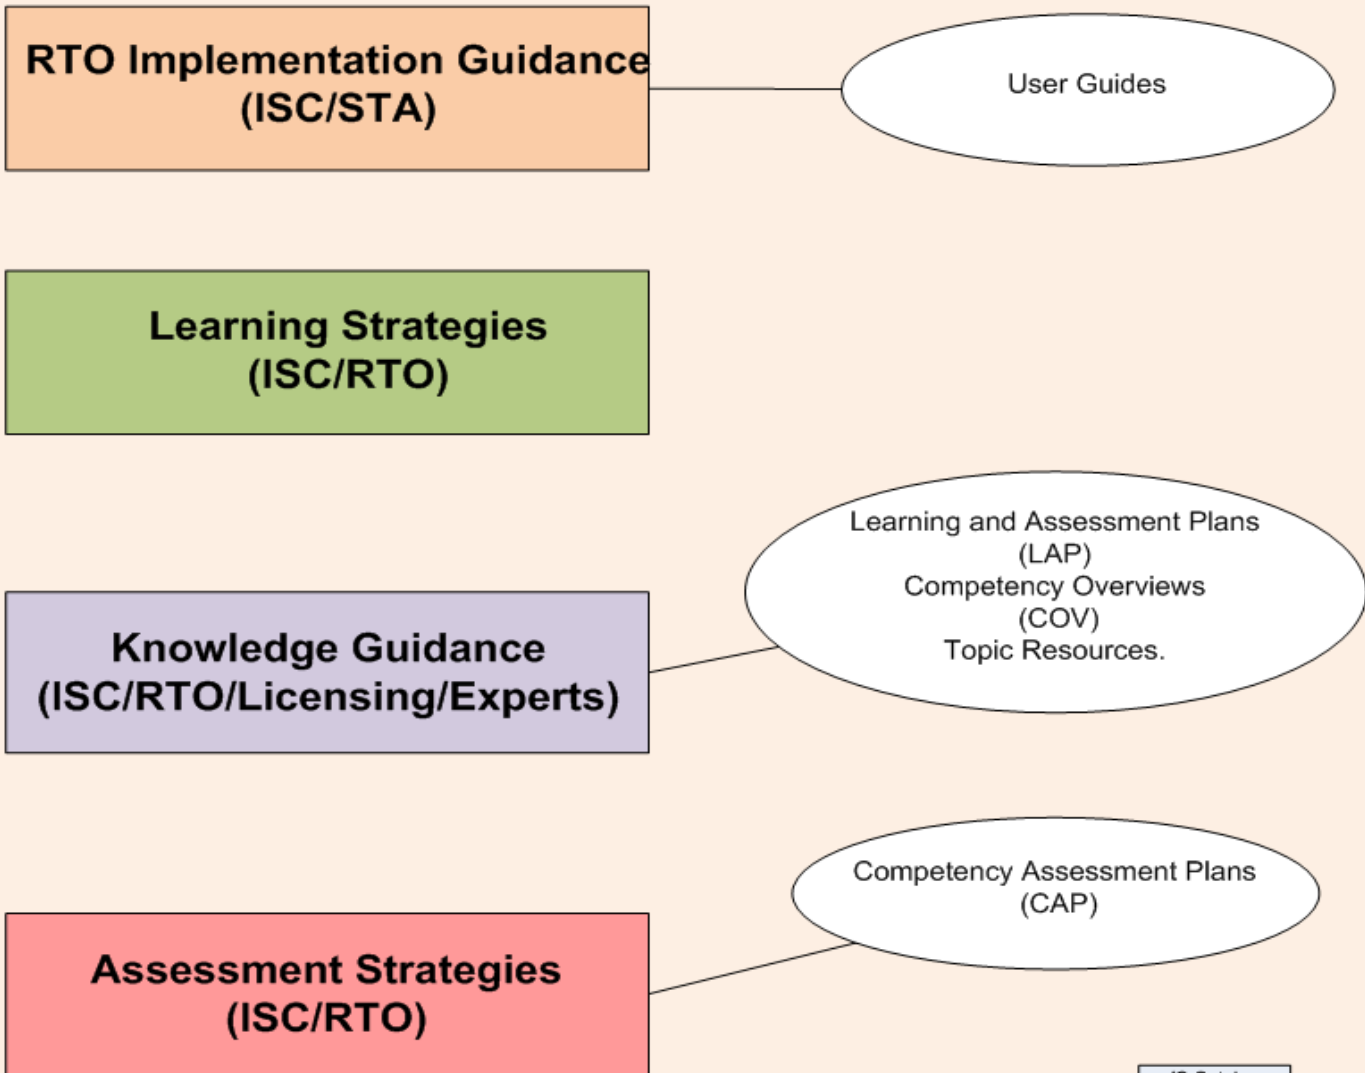 RTO Implementation Guidance
(ISC/STA)
User Guides
Learning Strategies
(ISC/RTO)
Learning and Assessment Plans
(LAP)
Competency Overviews
(COV)
Topic Resources.
Knowledge Guidance
(ISC/RTO/Licensing/Experts)
Competency Assessment Plans
(CAP)
Assessment Strategies
(ISC/RTO)